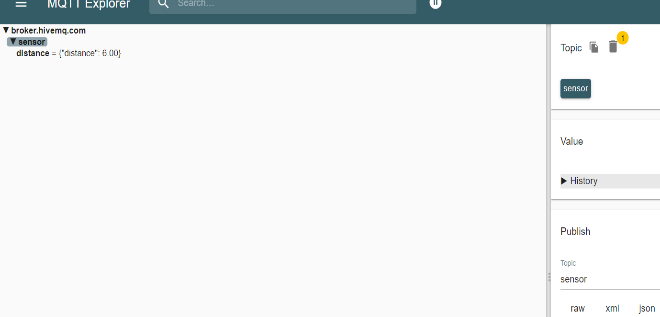 MQTT Explorer
Search...
broker.hivemq.com
sensor
distance = {"distance": 6.00}
Topic
1
sensor
Value
History
Publish
Topic
sensor
raw xml json